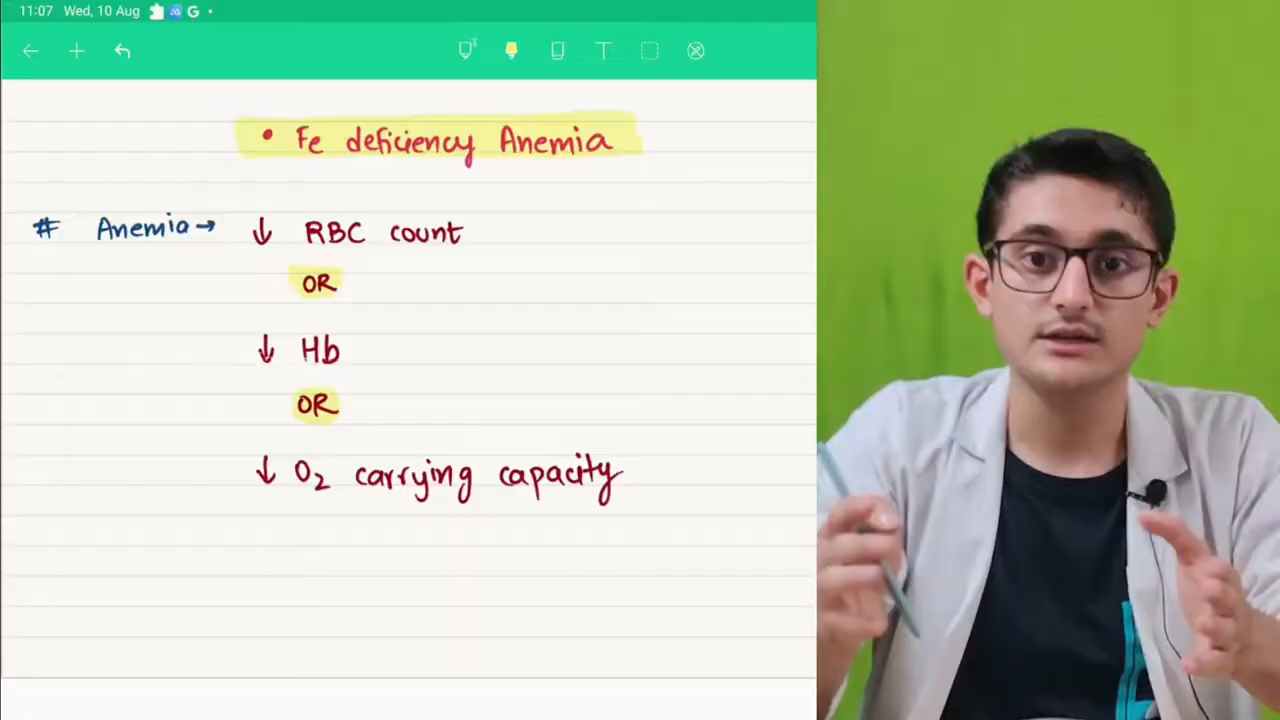 11:07 Wed, 10 Aug G •
T
• Fe deficiency Anemia
# Anemia → ↓ RBC count
OR
↓ Hb
OR
↓ O₂ carrying capacity